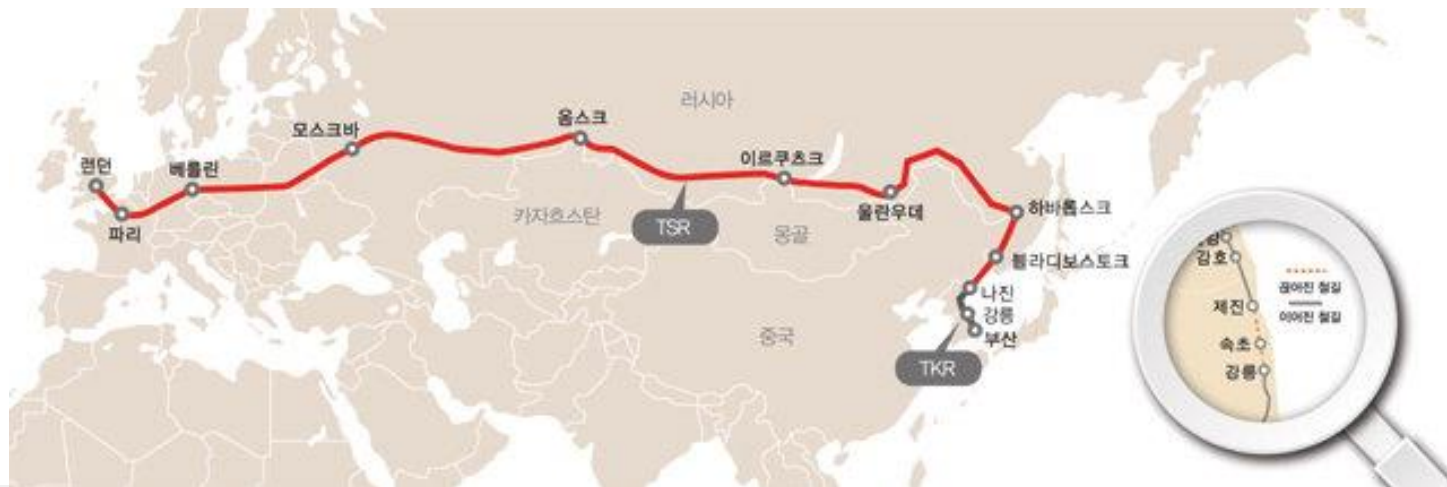 러시아
모스크바
옴스크
런던
베를린
이르쿠츠크
파리
카자흐스탄
TSR
울란우데
몽골
하바롭스크
블라디보스토크
나진
강릉
부산
중국
TKR
감호
제진
속초
강릉
끊어진 철길
이어진 철길